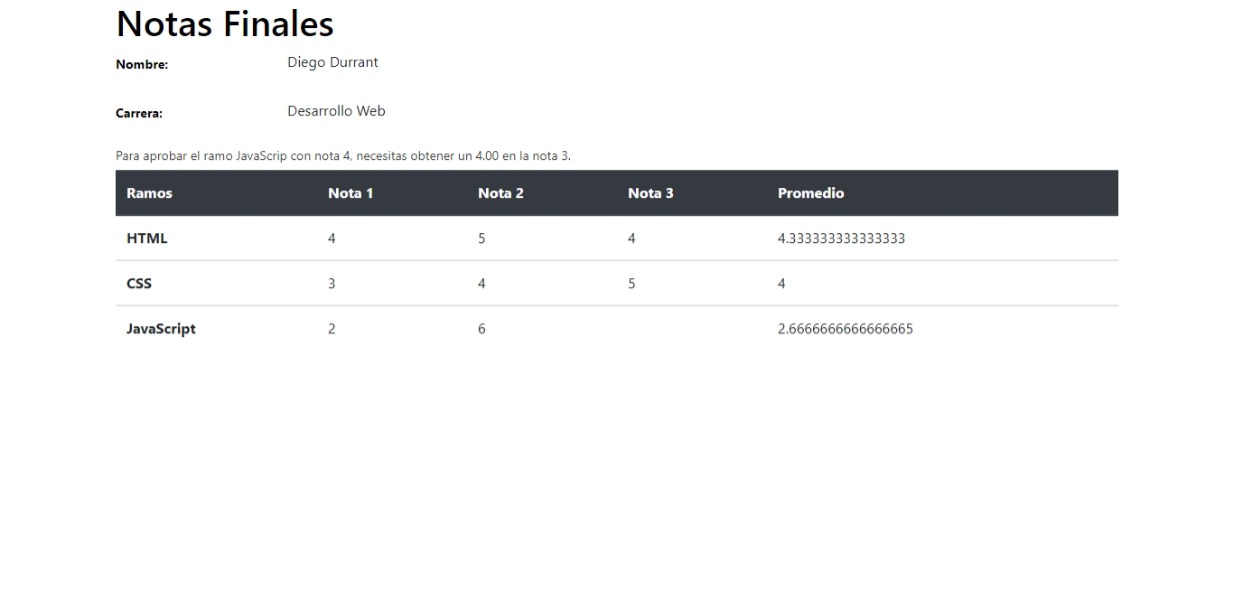 Notas Finales
Nombre: Diego Durrant
Carrera: Desarrollo Web
Para aprobar el ramo JavaScrip con nota 4, necesitas obtener un 4.00 en la nota 3.
Ramos Nota 1 Nota 2 Nota 3 Promedio
HTML 4 5 4 4.333333333333333
CSS 3 4 5 4
JavaScript 2 6 2.6666666666666665